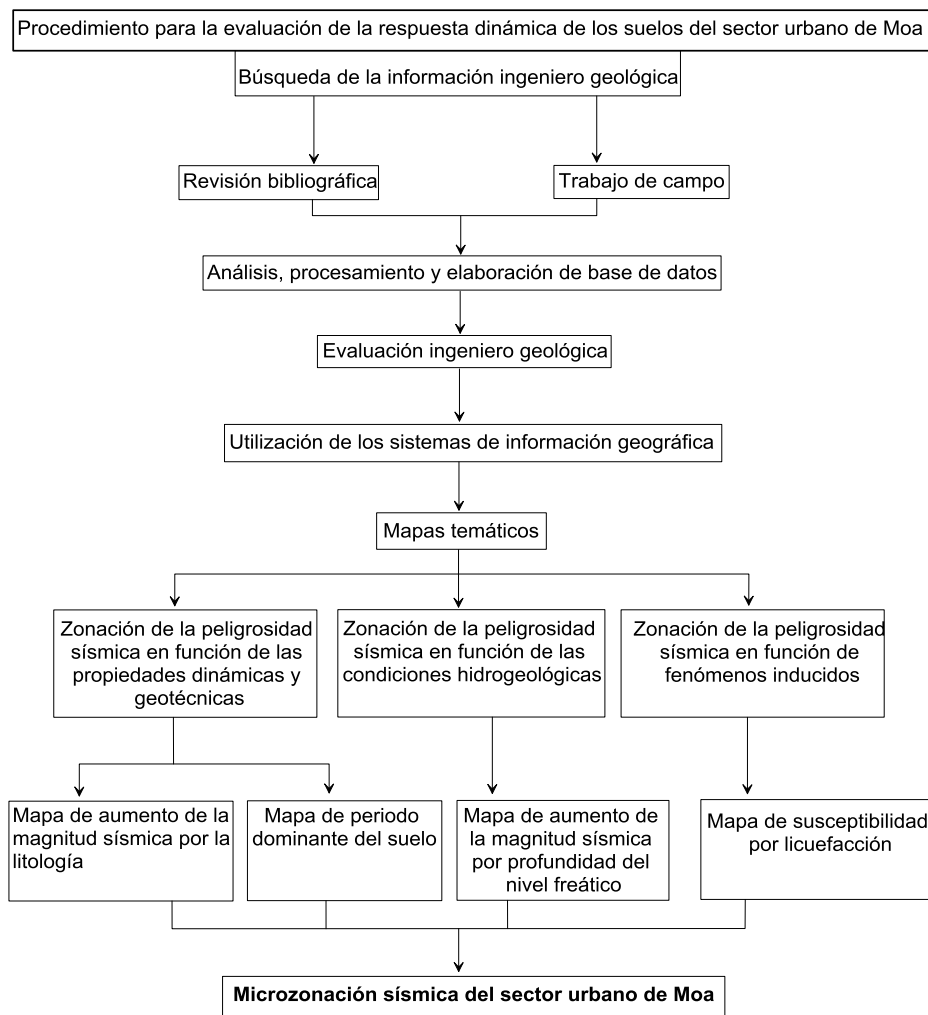 Procedimiento para la evaluación de la respuesta dinámica de los suelos del sector urbano de Moa
Búsqueda de la información ingeniero geológica
Revisión bibliográfica
Trabajo de campo
Análisis, procesamiento y elaboración de base de datos
Evaluación ingeniero geológica
Utilización de los sistemas de información geográfica
Mapas temáticos
Zonación de la peligrosidad
sísmica en función de las
propiedades dinámicas y
geotécnicas
Zonación de la peligrosidad
sísmica en función de las
condiciones hidrogeológicas
Zonación de la peligrosidad
sísmica en función de
fenómenos inducidos
Mapa de aumento de la
magnitud sísmica por la
litología
Mapa de periodo
dominante del suelo
Mapa de aumento de
la magnitud sísmica
por profundidad del
nivel freático
Mapa de susceptibilidad
por licuefacción
Microzonación sísmica del sector urbano de Moa